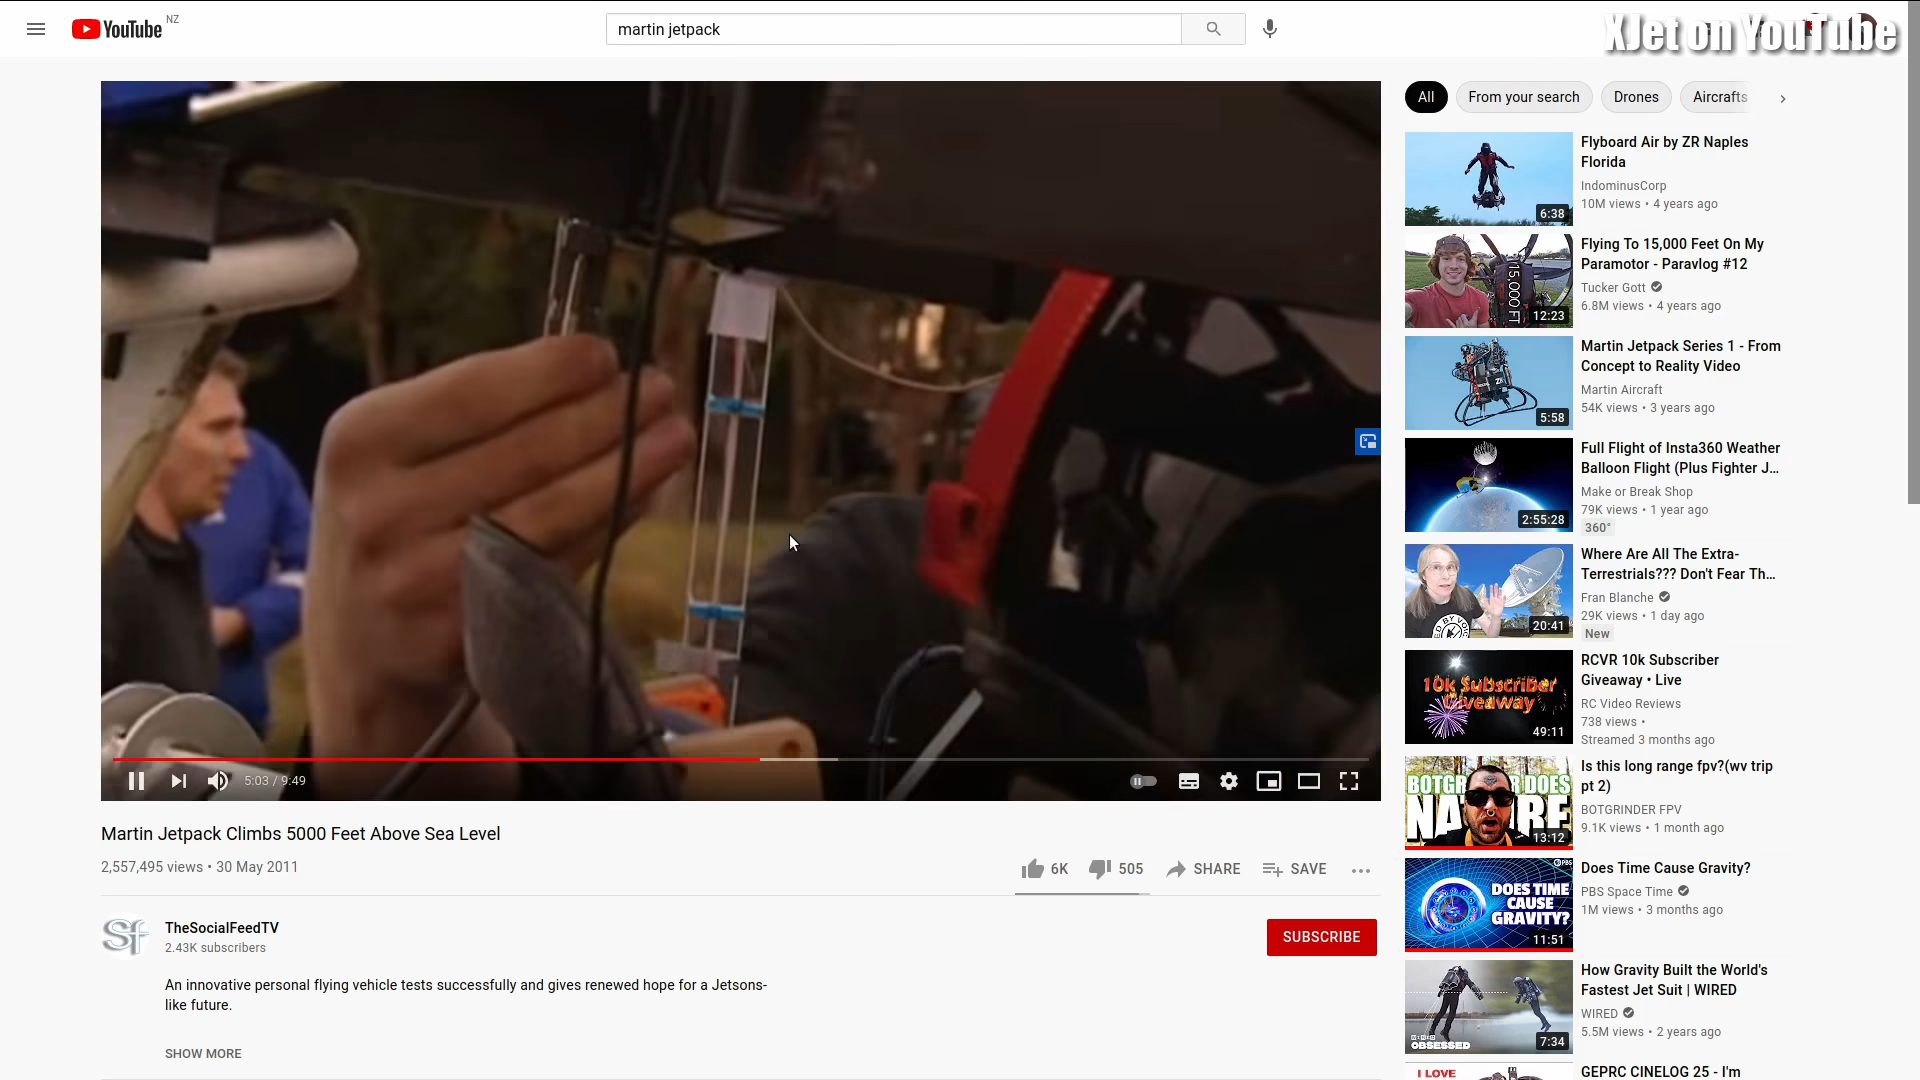 YouTube NZ
martin jetpack
XJet on YouTube
5:03 / 9:49
Martin Jetpack Climbs 5000 Feet Above Sea Level
2,557,495 views • 30 May 2011
6K
505
SHARE
SAVE
Sf
TheSocialFeedTV
2.43K subscribers
SUBSCRIBE
An innovative personal flying vehicle tests successfully and gives renewed hope for a Jetsons-
like future.
SHOW MORE
All
From your search
Drones
Aircrafts
6:38
Flyboard Air by ZR Naples
Florida
IndominusCorp
10M views • 4 years ago
15,000 FT
12:23
Flying To 15,000 Feet On My
Paramotor - Paravlog #12
Tucker Gott
6.8M views • 4 years ago
5:58
Martin Jetpack Series 1 - From
Concept to Reality Video
Martin Aircraft
54K views • 3 years ago
2:55:28
Full Flight of Insta360 Weather
Balloon Flight (Plus Fighter J...
Make or Break Shop
79K views • 1 year ago
360°
20:41
Where Are All The Extra-
Terrestrials??? Don't Fear Th...
Fran Blanche
29K views • 1 day ago
New
10k Subscriber
Giveaway
49:11
RCVR 10k Subscriber
Giveaway • Live
RC Video Reviews
738 views •
Streamed 3 months ago
13:12
Is this long range fpv?(wv trip
pt 2)
BOTGRINDER FPV
9.1K views • 1 month ago
PBS
DOES TIME
CAUSE
GRAVITY?
11:51
Does Time Cause Gravity?
PBS Space Time
1M views • 3 months ago
WIRED
OBSESSED
7:34
How Gravity Built the World's
Fastest Jet Suit | WIRED
WIRED
5.5M views • 2 years ago
I LOVE
GEPRC CINELOG 25 - I'm